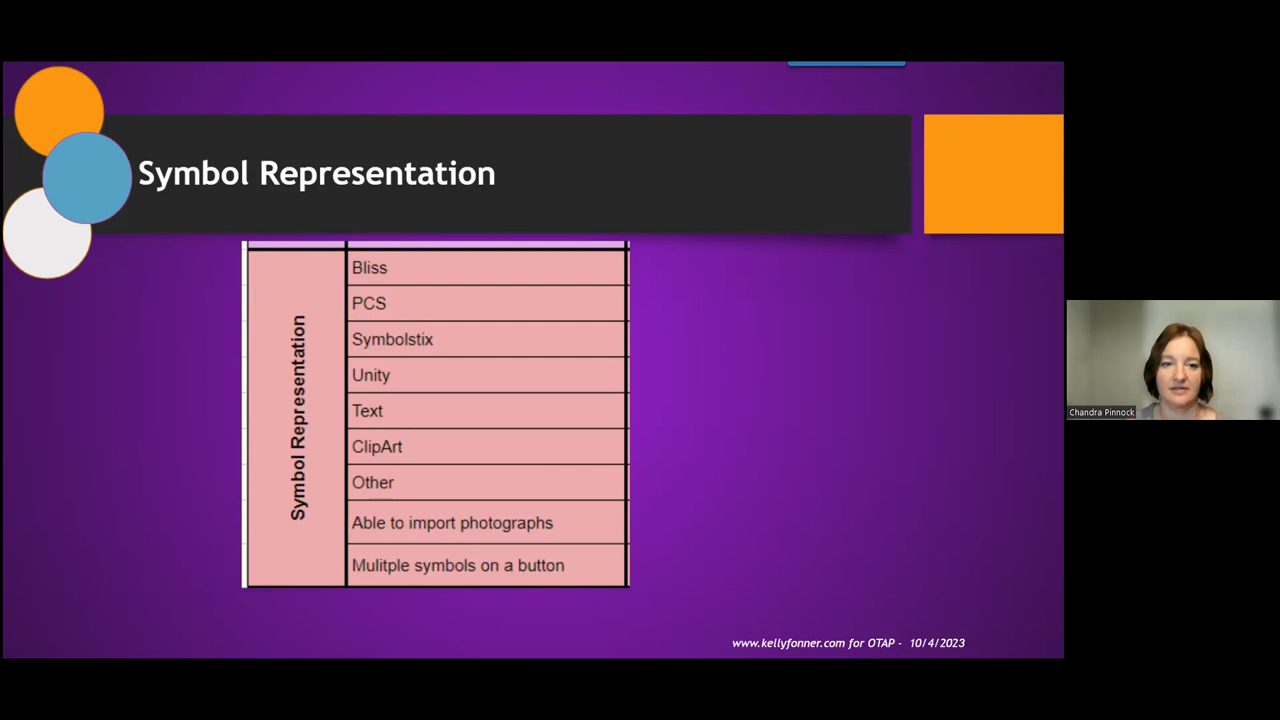 Symbol Representation
Symbol Representation
Bliss
PCS
Symbolstix
Unity
Text
ClipArt
Other
Able to import photographs
Mulitple symbols on a button
Chandra Pinnock
www.kellyfonner.com for OTAP - 10/4/2023